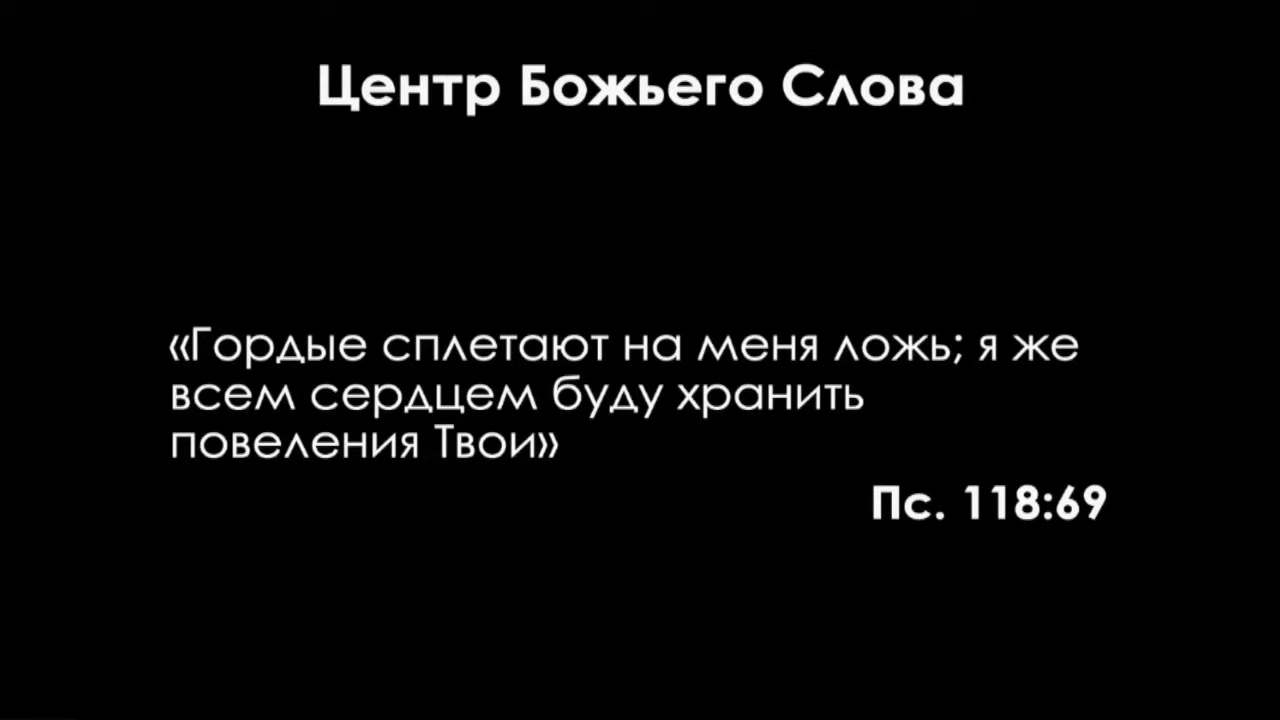 Центр Божьего Слова
«Гордые сплетают на меня ложь; я же
всем сердцем буду хранить
повеления Твои»
Пс. 118:69